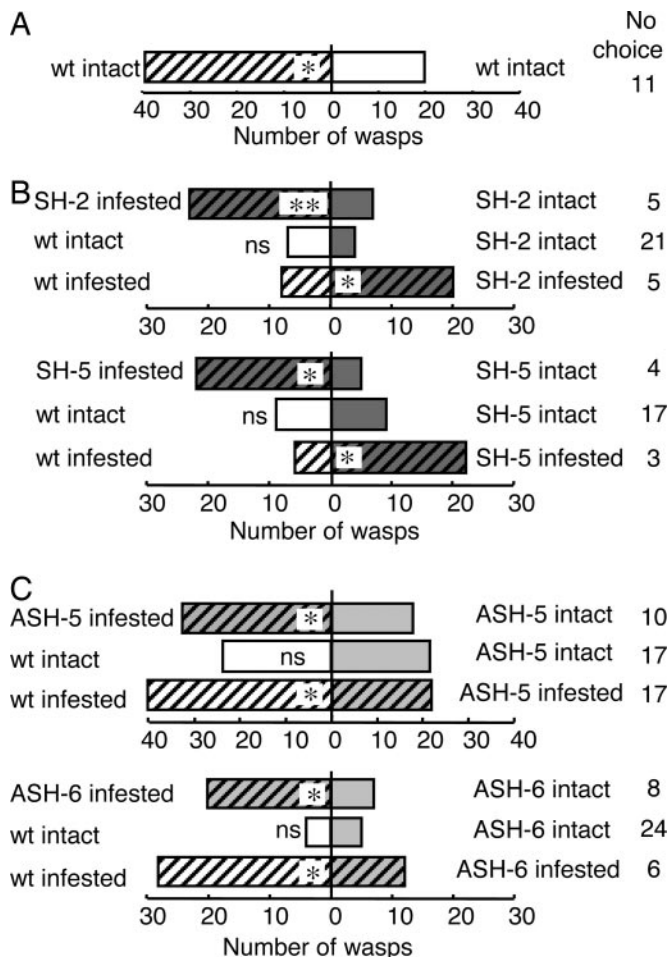 A
No
choice
wt intact * wt intact 11
40 30 20 10 0 10 20 30 40
Number of wasps
B
SH-2 infested ** SH-2 intact 5
wt intact ns SH-2 intact 21
wt infested * SH-2 infested 5
30 20 10 0 10 20 30
SH-5 infested * SH-5 intact 4
wt intact ns SH-5 intact 17
wt infested * SH-5 infested 3
30 20 10 0 10 20 30
Number of wasps
C
ASH-5 infested * ASH-5 intact 10
wt intact ns ASH-5 intact 17
wt infested * ASH-5 infested 17
40 30 20 10 0 10 20 30 40
ASH-6 infested * ASH-6 intact 8
wt intact ns ASH-6 intact 24
wt infested * ASH-6 infested 6
30 20 10 0 10 20 30
Number of wasps